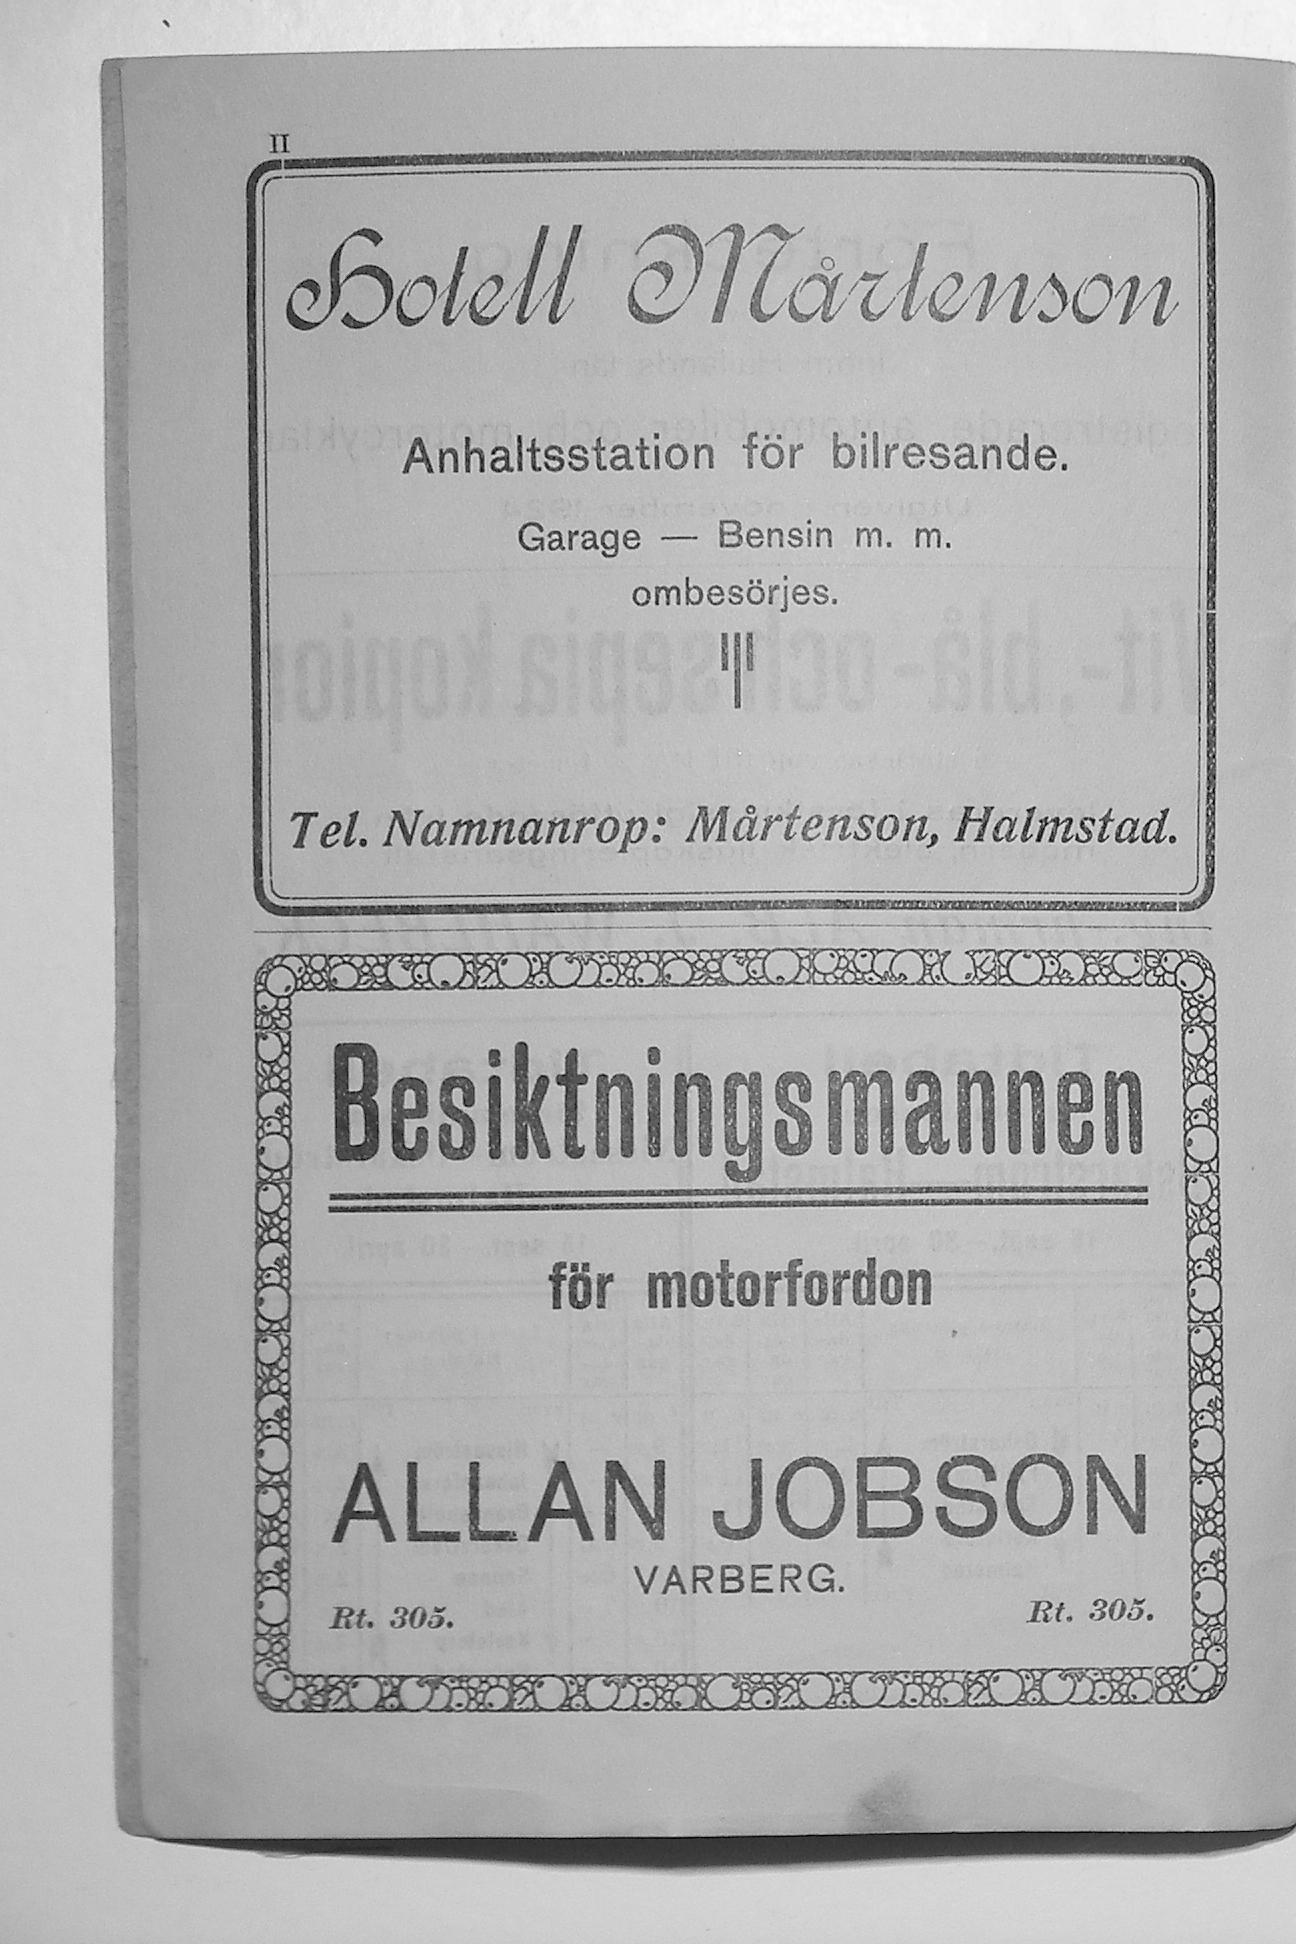 II
Hotell Mårtenson
Anhaltsstation för bilresande.
Garage — Bensin m. m.
ombesörjes.
Tel. Namnanrop: Mårtenson, Halmstad.
Besiktningsmannen
för motorfordon
ALLAN JOBSON
VARBERG.
Rt. 305. Rt. 305.